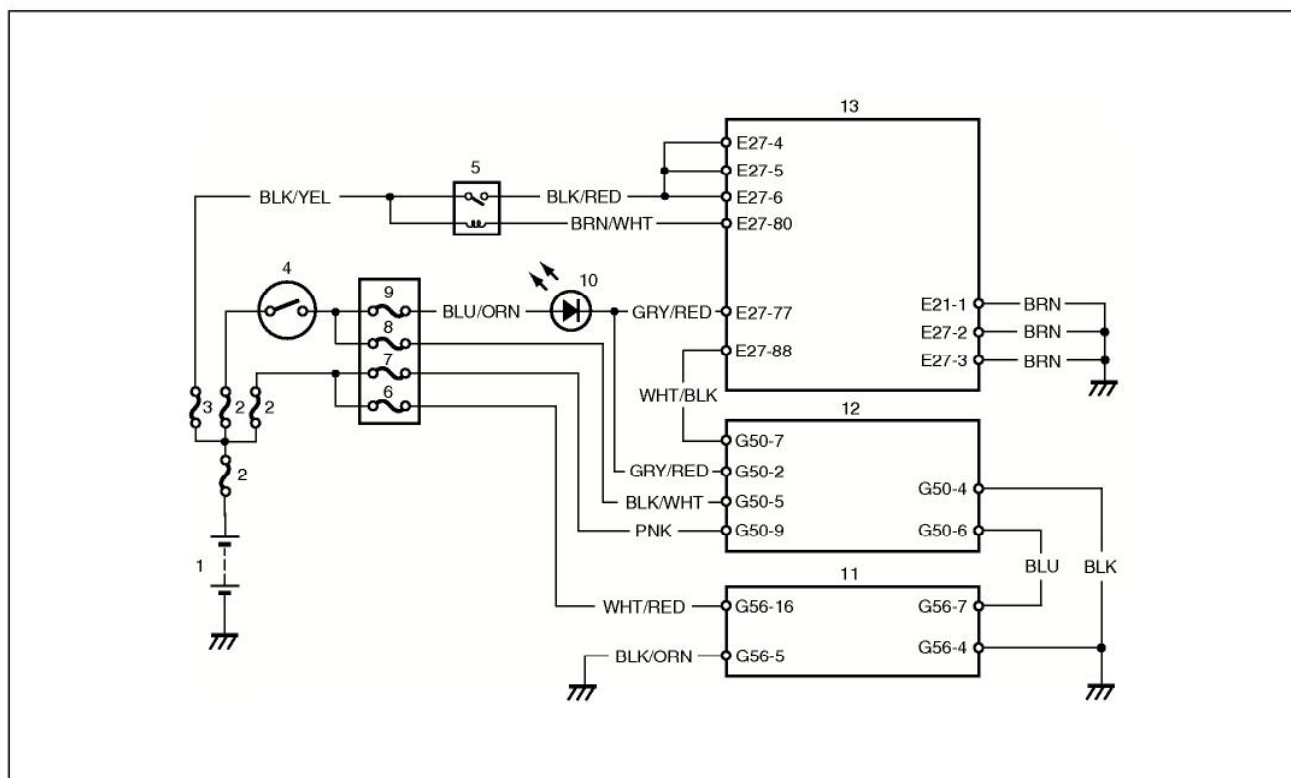 13
E27-4
5
E27-5
BLK/YEL
BLK/RED
E27-6
BRN/WHT
E27-80
4
10
9
BLU/ORN
GRY/RED
E27-77
E21-1
BRN
8
E27-2
BRN
E27-88
7
E27-3
BRN
WHT/BLK
6
3
2
2
12
G50-7
2
GRY/RED
G50-2
BLK/WHT
G50-5
G50-4
PNK
G50-9
G50-6
1
BLU
BLK
11
WHT/RED
G56-16
G56-7
BLK/ORN
G56-5
G56-4